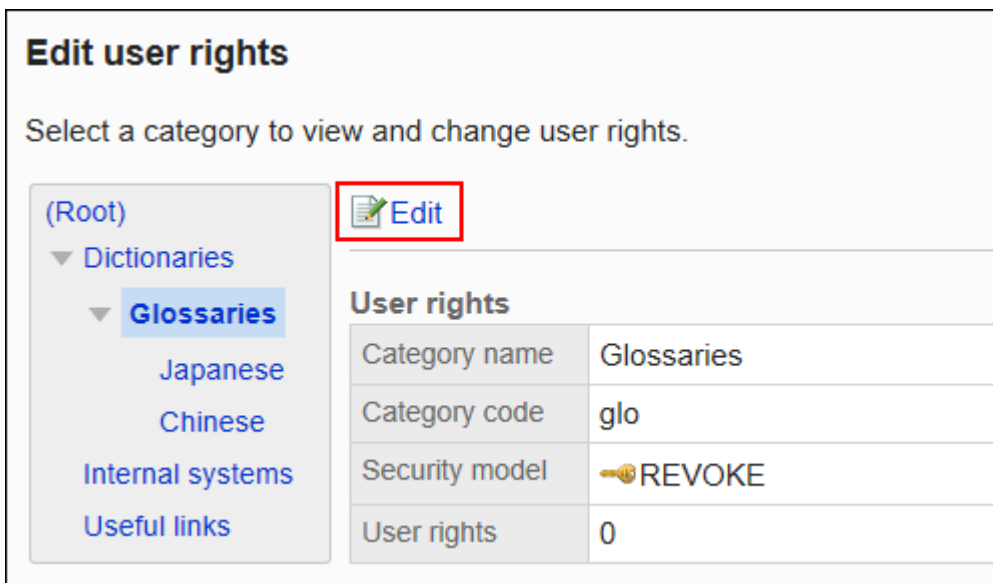 Edit user rights
Select a category to view and change user rights.
(Root)
Dictionaries
Glossaries
Japanese
Chinese
Internal systems
Useful links
Edit
User rights
Category name Glossaries
Category code glo
Security model REVOKE
User rights 0